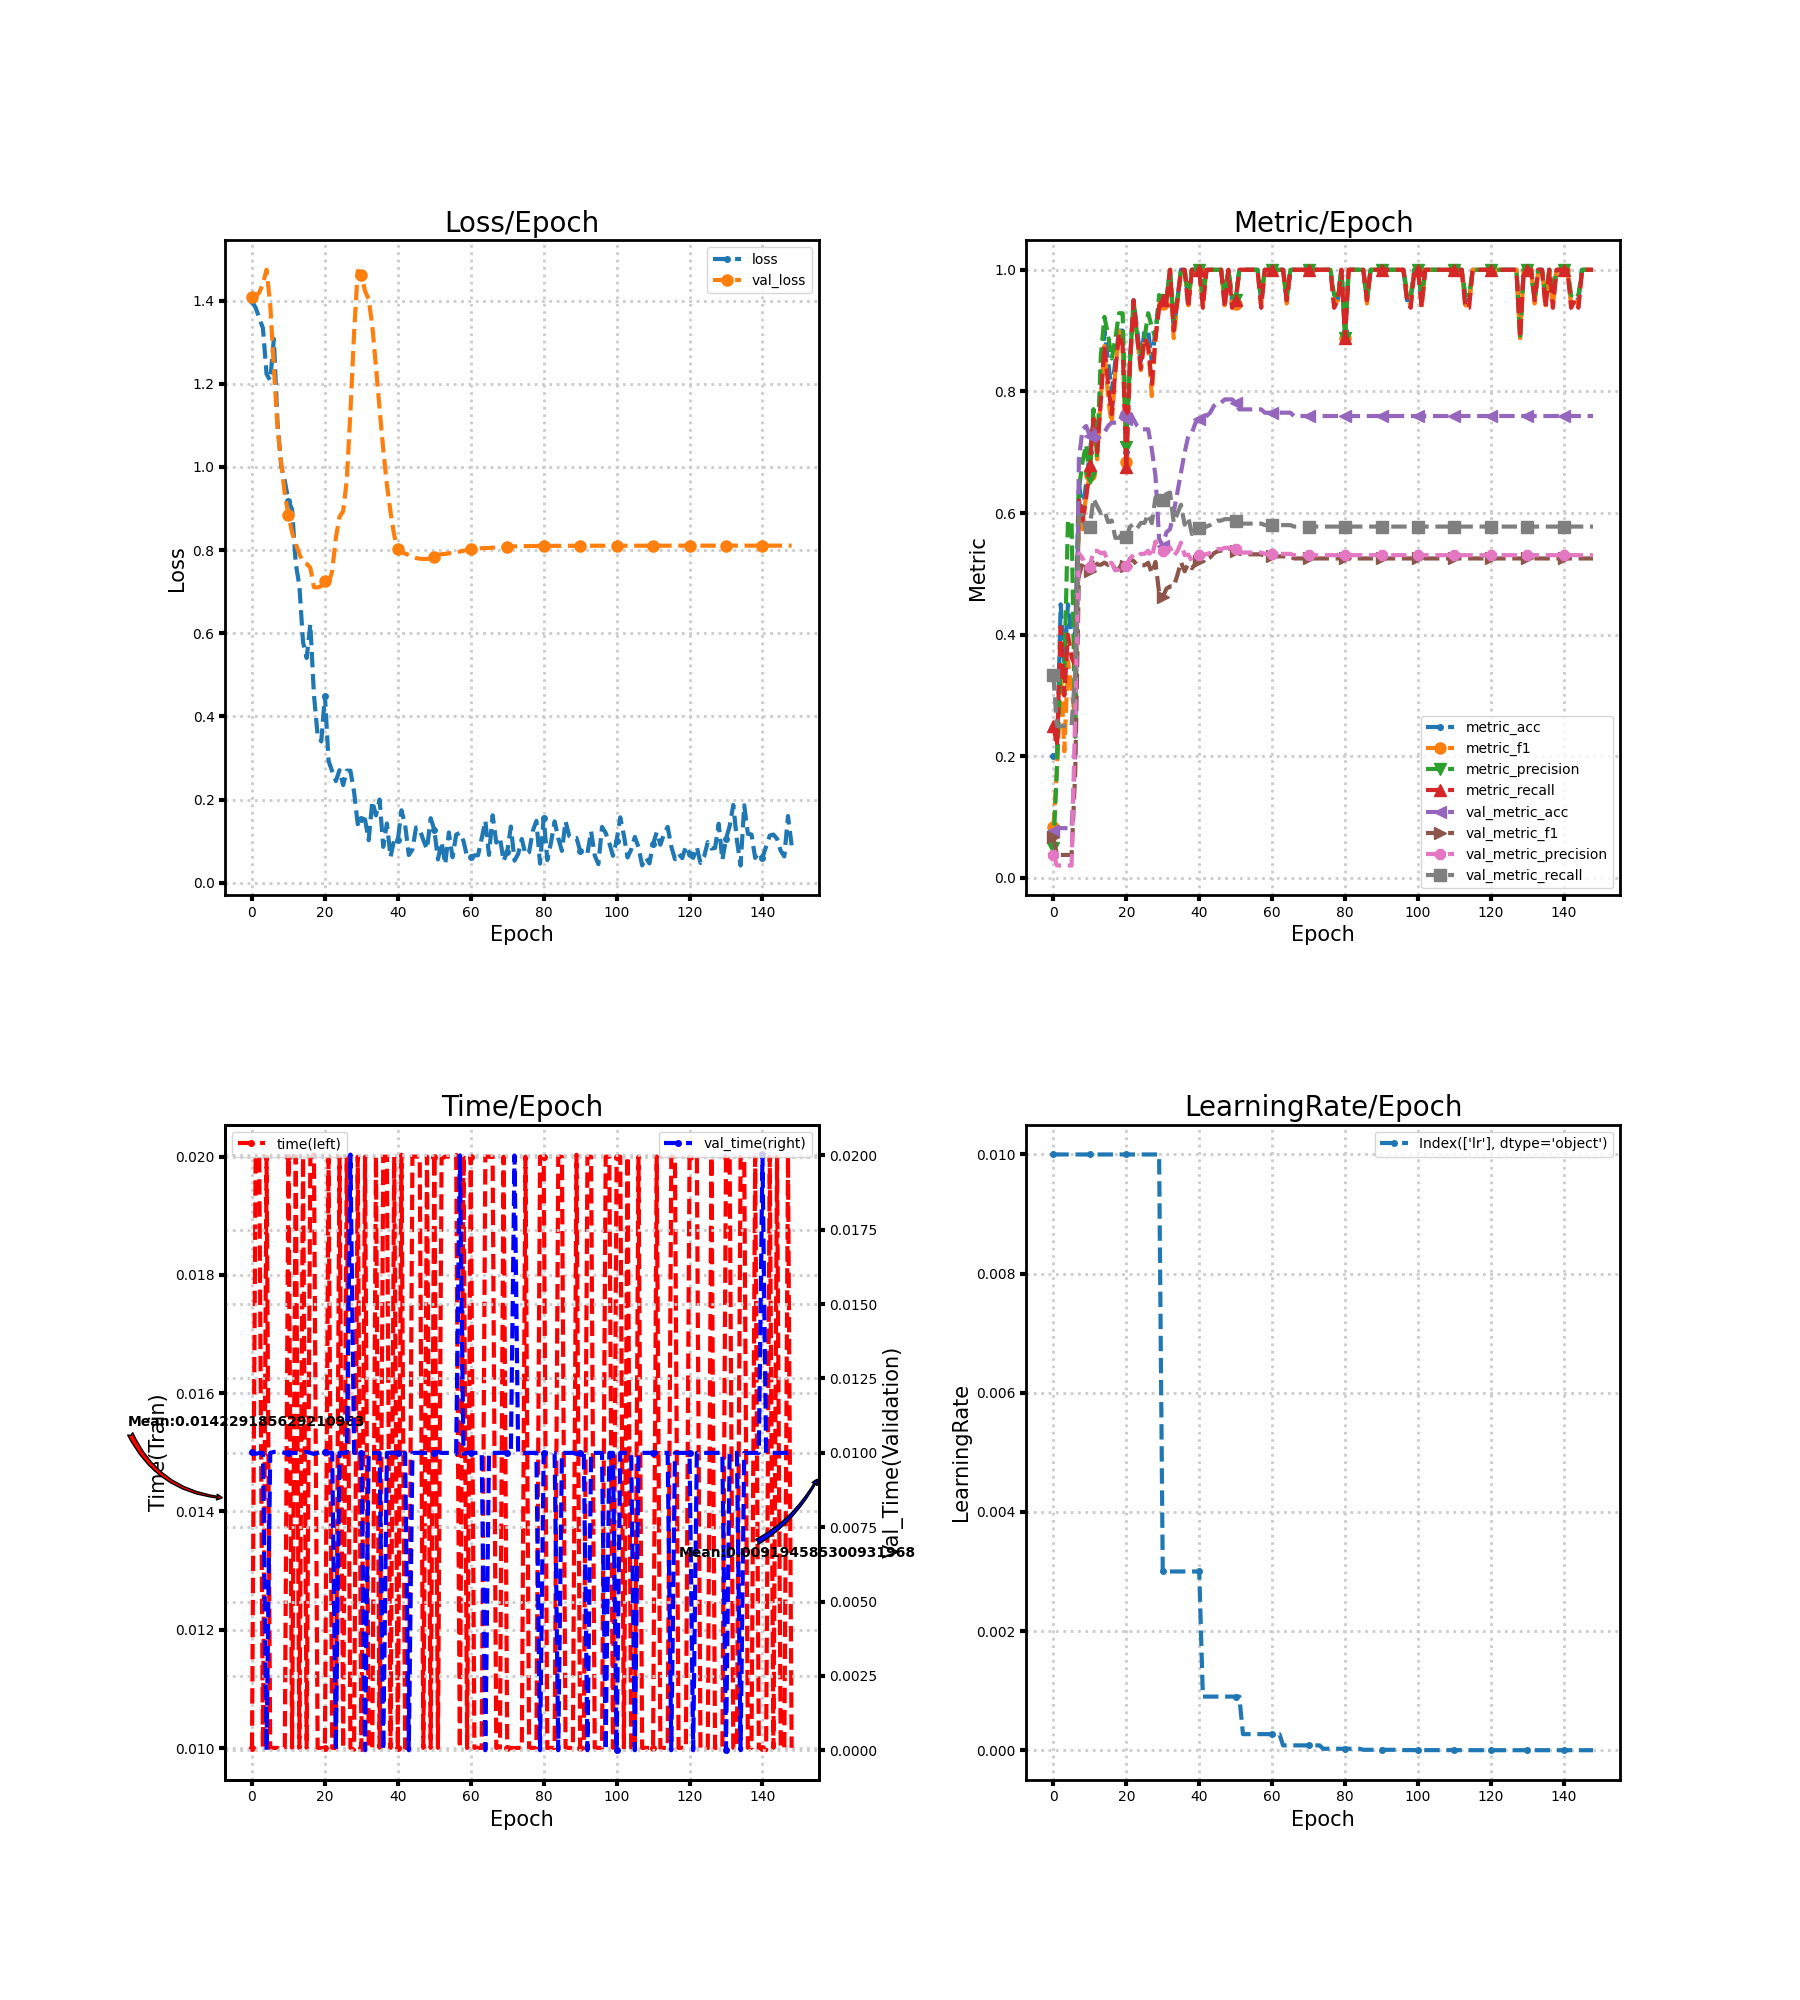 Loss/Epoch
loss
val_loss
1.4
1.2
1.0
0.8
0.6
0.4
0.2
0.0
Loss
0 20 40 60 80 100 120 140
Epoch
Metric/Epoch
1.0
0.8
0.6
0.4
0.2
0.0
Metric
metric_acc
metric_f1
metric_precision
metric_recall
val_metric_acc
val_metric_f1
val_metric_precision
val_metric_recall
0 20 40 60 80 100 120 140
Epoch
Time/Epoch
time(left)
val_time(right)
0.020
0.018
0.016
0.014
0.012
0.010
Time(Train)
0.0200
0.0175
0.0150
0.0125
0.0100
0.0075
0.0050
0.0025
0.0000
Val_Time(Validation)
Mean:0.014229185629210963
Mean:0.009194585300931968
0 20 40 60 80 100 120 140
Epoch
LearningRate/Epoch
Index(['lr'], dtype='object')
0.010
0.008
0.006
0.004
0.002
0.000
LearningRate
0 20 40 60 80 100 120 140
Epoch